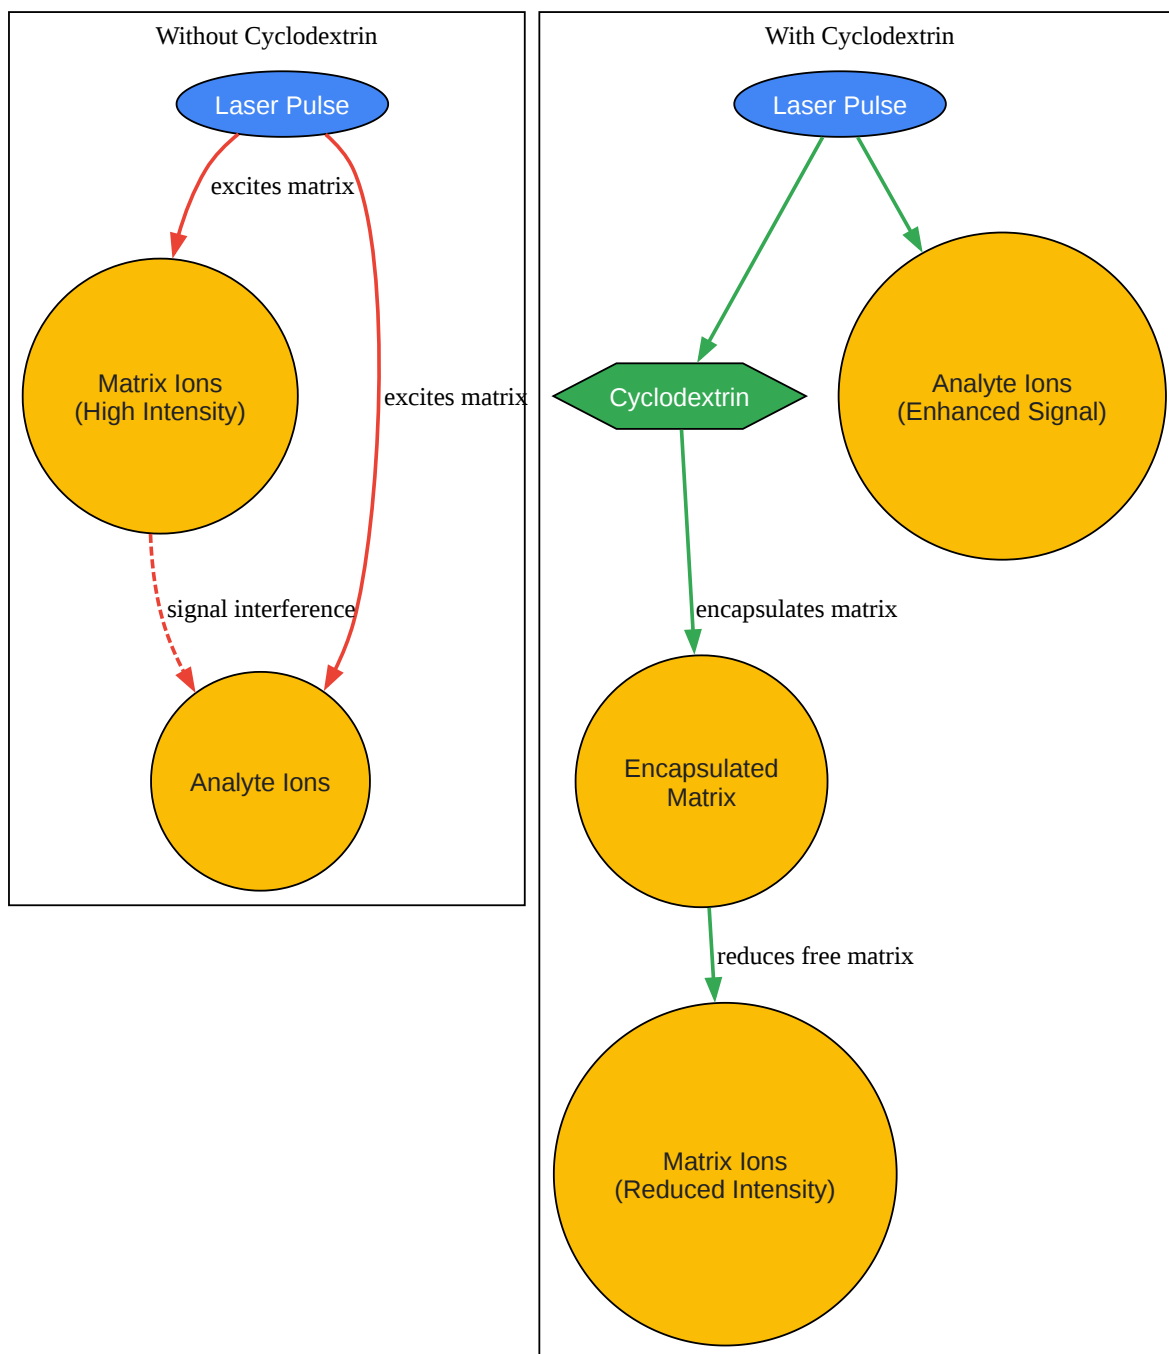 Without Cyclodextrin
Laser Pulse
excites matrix
Matrix Ions
(High Intensity)
excites matrix
signal interference
Analyte Ions
With Cyclodextrin
Laser Pulse
Cyclodextrin
Analyte Ions
(Enhanced Signal)
encapsulates matrix
Encapsulated
Matrix
reduces free matrix
Matrix Ions
(Reduced Intensity)